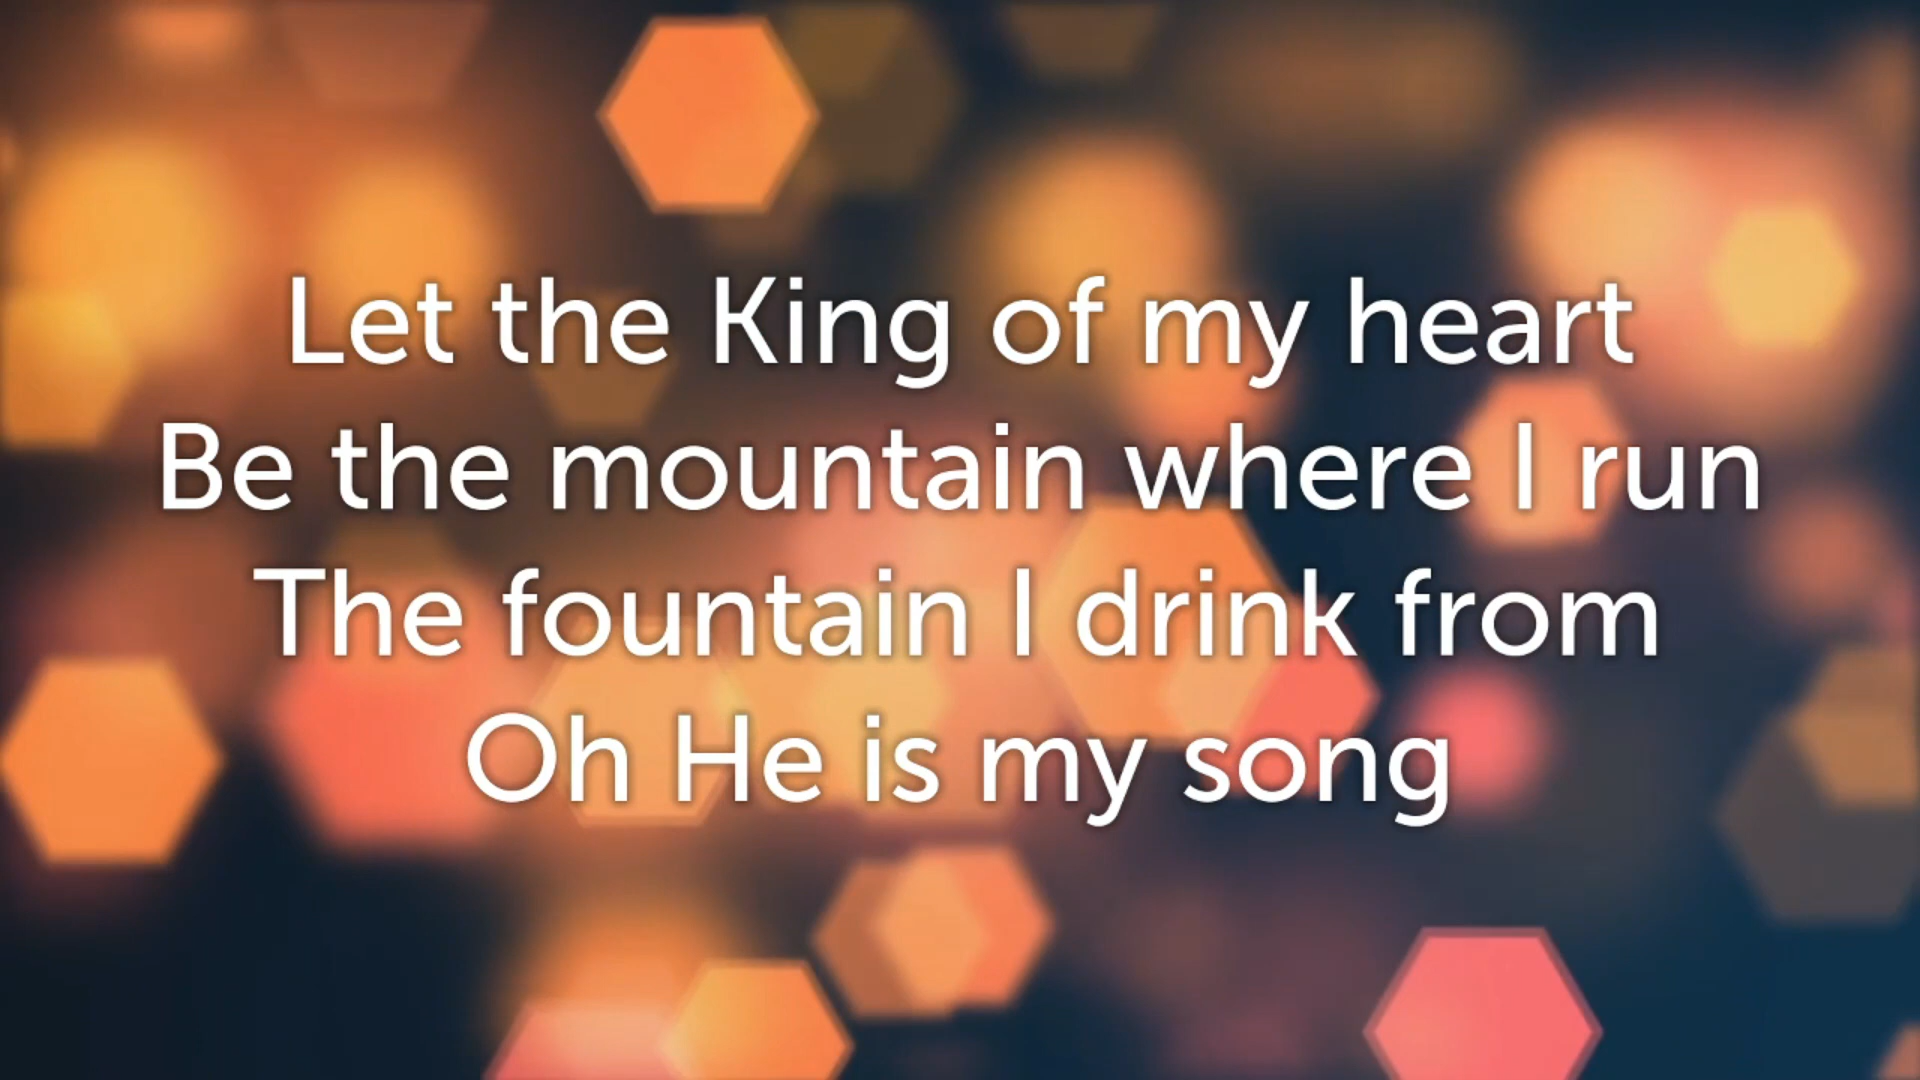 Let the King of my heart
Be the mountain where I run
The fountain I drink from
Oh He is my song